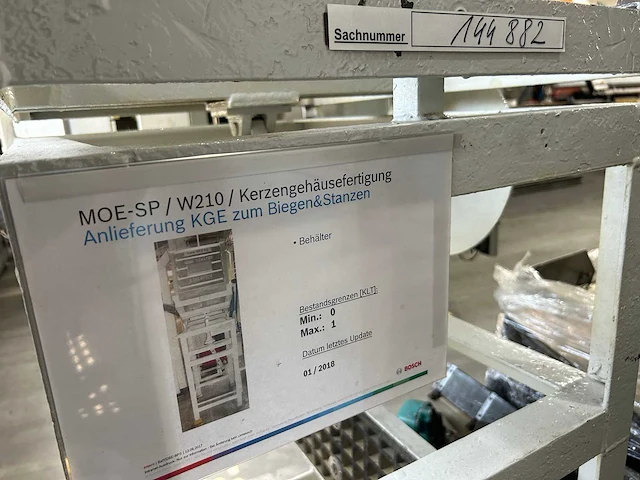 Sachnummer 144 882
MOE-SP / W210 / Kerzengehäusefertigung
Anlieferung KGE zum Biegen&Stanzen
• Behälter
Bestandsgrenzen [KLT]:
Min.: 0
Max.: 1
Datum letztes Update
01 / 2018
BOSCH